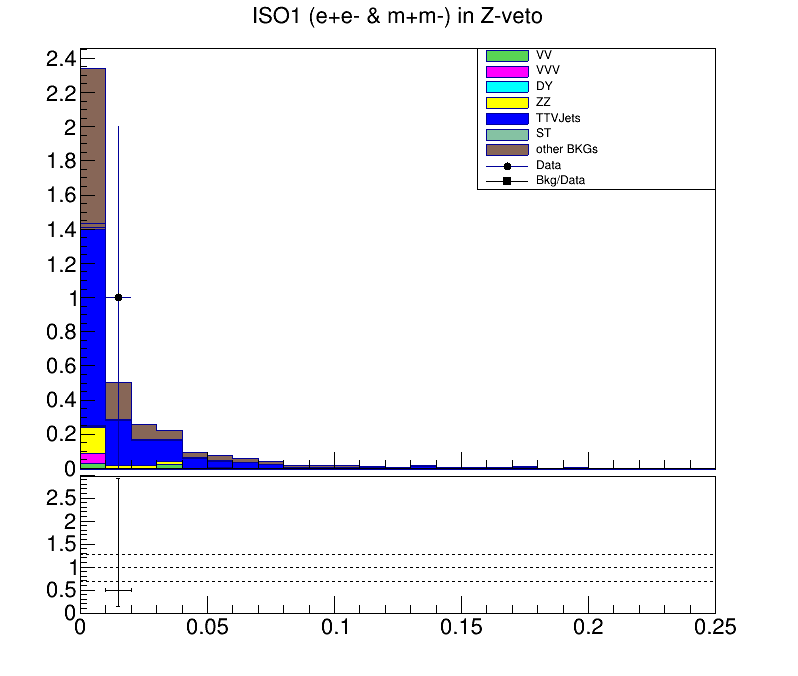 ISO1 (e+e- & m+m-) in Z-veto
VV
VVV
DY
ZZ
TTVJets
ST
other BKGs
Data
Bkg/Data
2.4
2.2
2
1.8
1.6
1.4
1.2
1
0.8
0.6
0.4
0.2
0
2.5
2
1.5
1
0.5
0
0 0.05 0.1 0.15 0.2 0.25